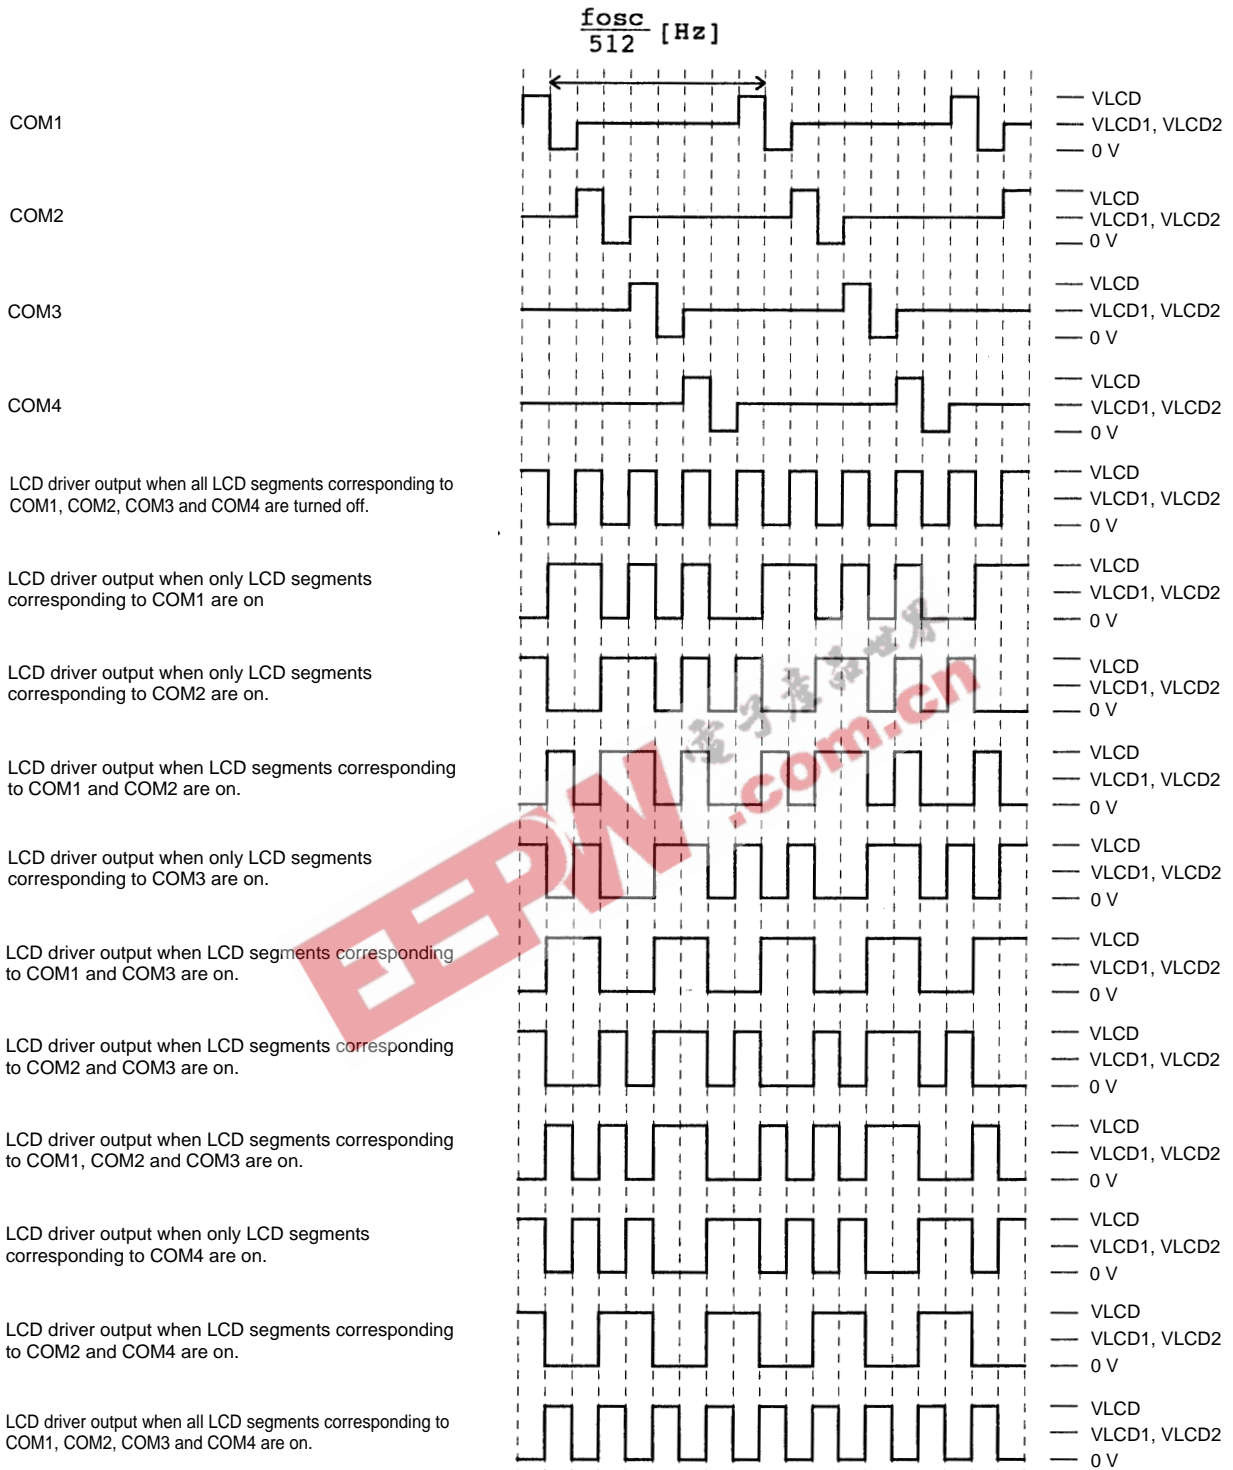 fosc
512 [Hz]
COM1
VLCD
VLCD1, VLCD2
0 V
COM2
VLCD
VLCD1, VLCD2
0 V
COM3
VLCD
VLCD1, VLCD2
0 V
COM4
VLCD
VLCD1, VLCD2
0 V
LCD driver output when all LCD segments corresponding to
COM1, COM2, COM3 and COM4 are turned off.
VLCD
VLCD1, VLCD2
0 V
LCD driver output when only LCD segments
corresponding to COM1 are on
VLCD
VLCD1, VLCD2
0 V
LCD driver output when only LCD segments
corresponding to COM2 are on.
VLCD
VLCD1, VLCD2
0 V
LCD driver output when LCD segments corresponding
to COM1 and COM2 are on.
VLCD
VLCD1, VLCD2
0 V
LCD driver output when only LCD segments
corresponding to COM3 are on.
VLCD
VLCD1, VLCD2
0 V
LCD driver output when LCD segments corresponding
to COM1 and COM3 are on.
VLCD
VLCD1, VLCD2
0 V
LCD driver output when LCD segments corresponding
to COM2 and COM3 are on.
VLCD
VLCD1, VLCD2
0 V
LCD driver output when LCD segments corresponding
to COM1, COM2 and COM3 are on.
VLCD
VLCD1, VLCD2
0 V
LCD driver output when only LCD segments
corresponding to COM4 are on.
VLCD
VLCD1, VLCD2
0 V
LCD driver output when LCD segments corresponding
to COM2 and COM4 are on.
VLCD
VLCD1, VLCD2
0 V
LCD driver output when all LCD segments corresponding to
COM1, COM2, COM3 and COM4 are on.
VLCD
VLCD1, VLCD2
0 V
EEPW
.com.cn
電子產品世界